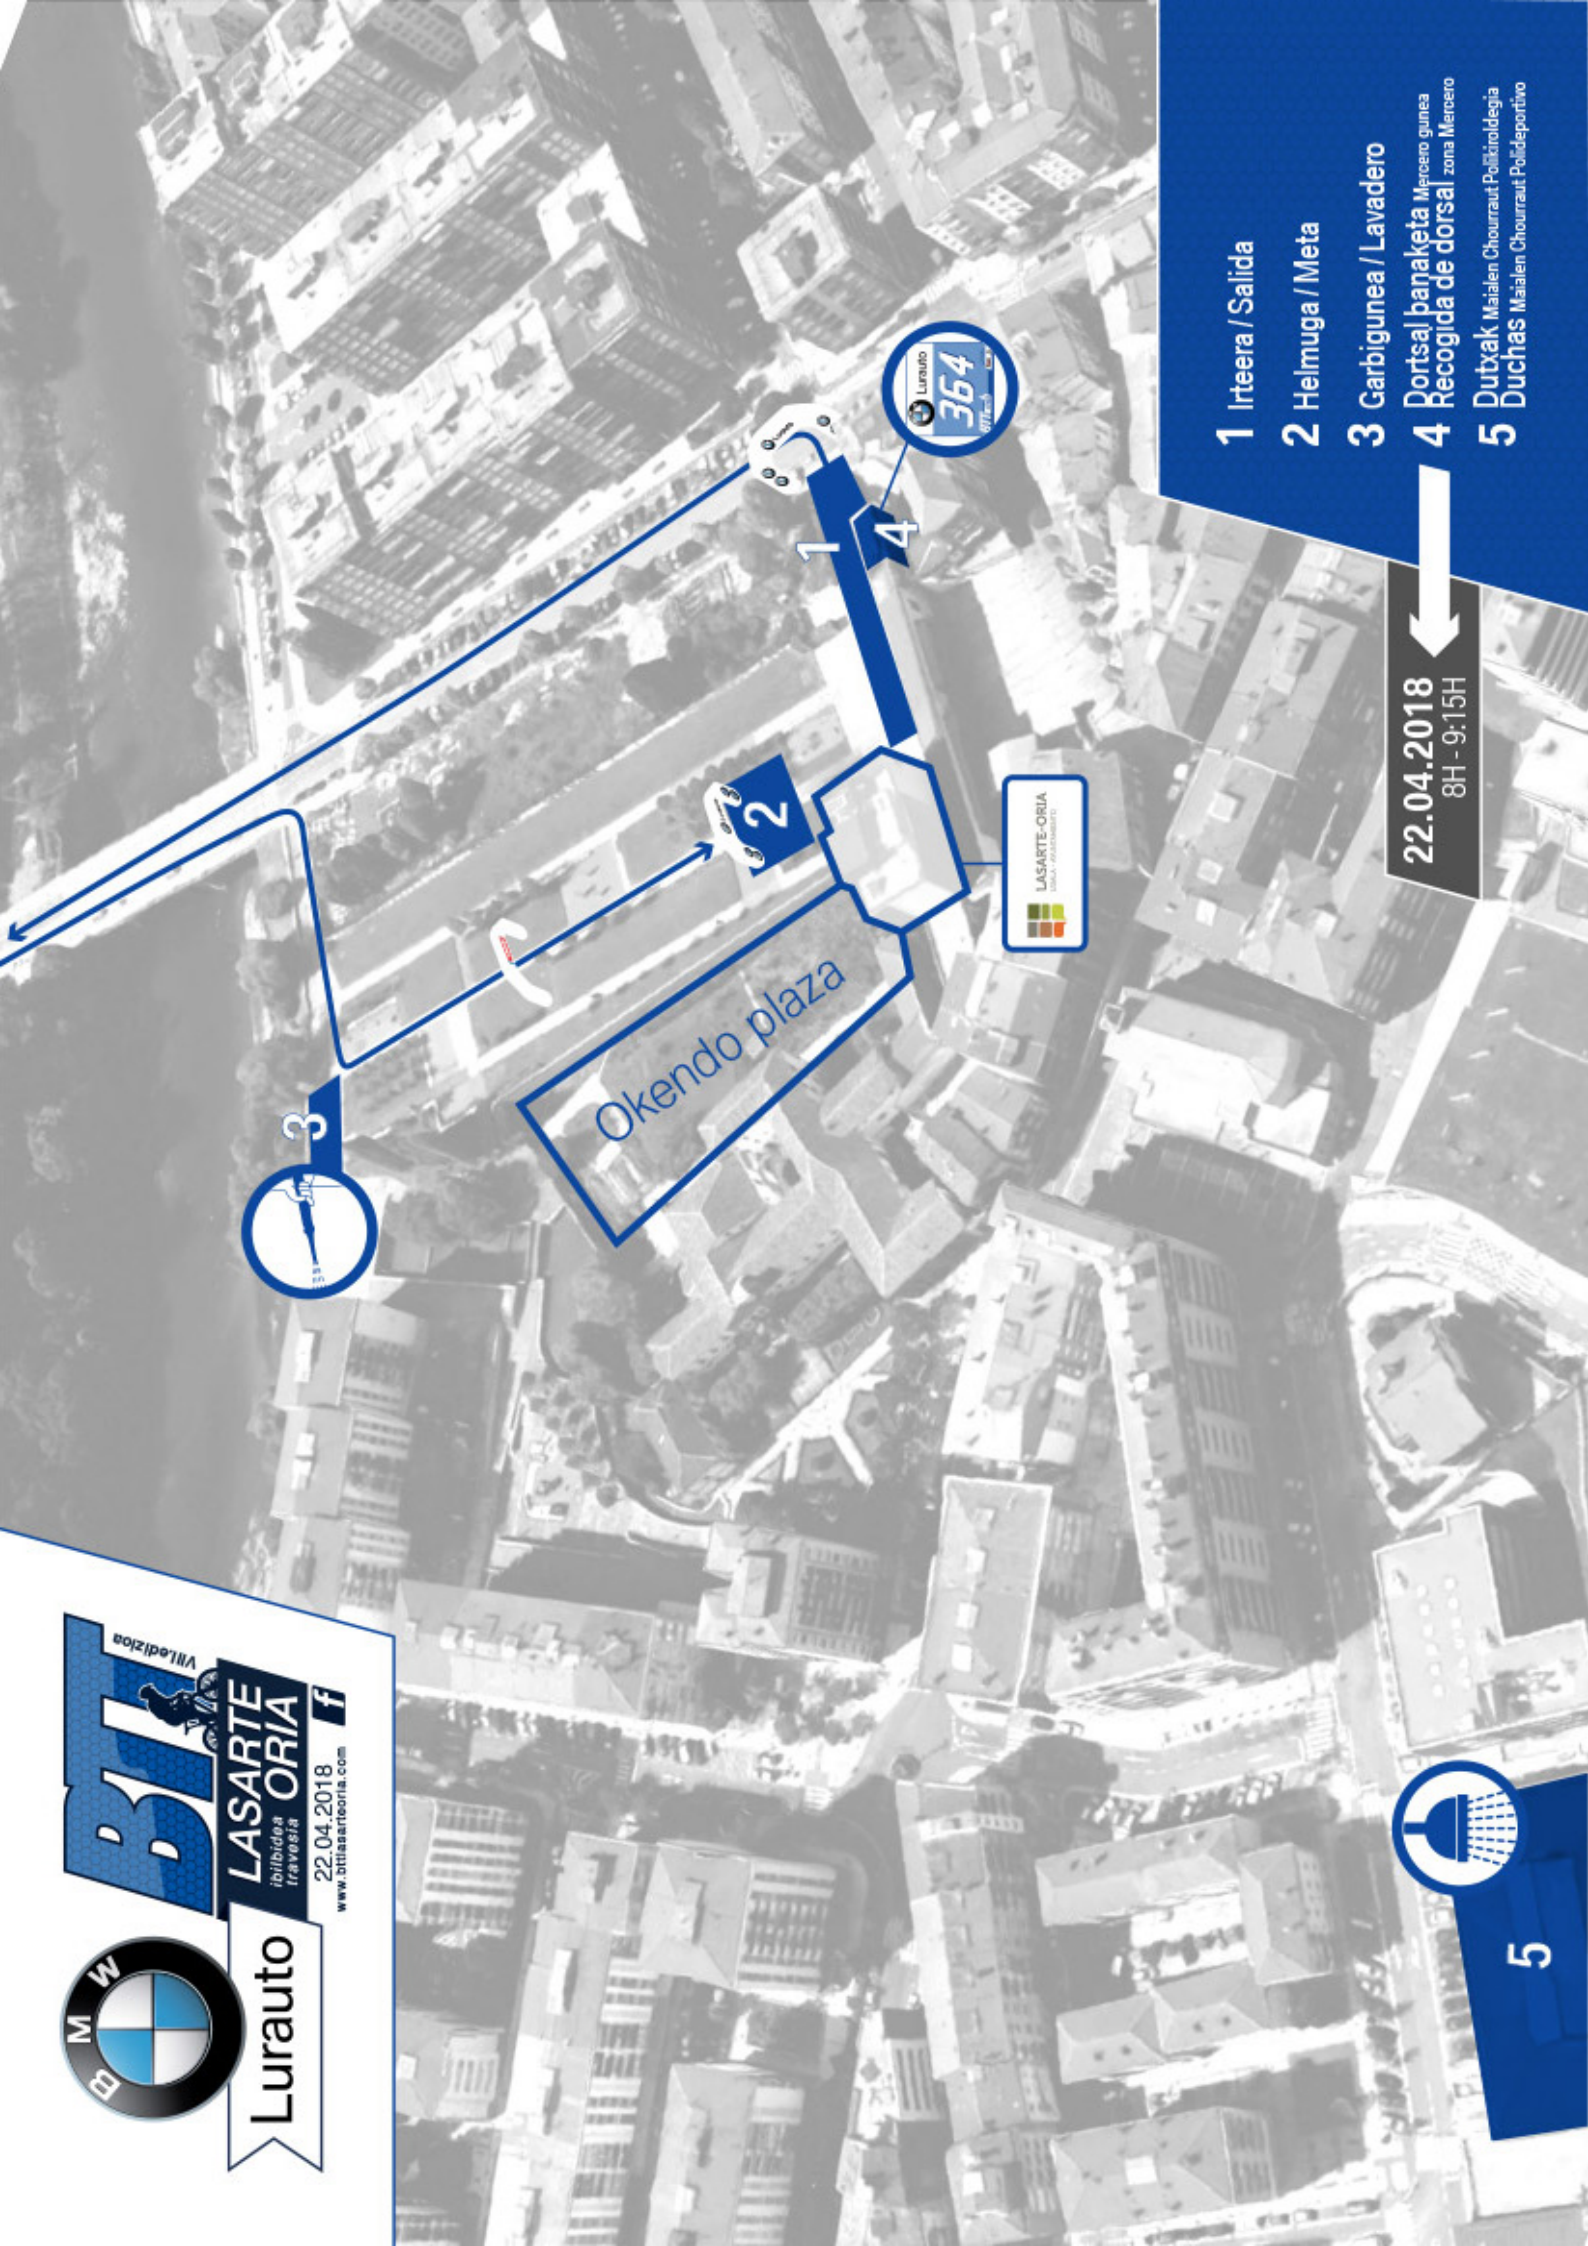 B M W
Lurauto
BTT
VIII.edizioa
LASARTE
ibilbidea
travesía
ORIA
22.04.2018
www.bttlasarteoria.com
f
3
Okendo plaza
2
1
4
Lurauto
364
LASARTE-ORIA
22.04.2018
8H - 9:15H
1 Irteera / Salida
2 Helmuga / Meta
3 Garbigunea / Lavadero
4 Dortsal banaketa Mercero gunea
Recogida de dorsal zona Mercero
5 Dutxak Maialen Chourraut Polikiroldegia
Duchas Maialen Chourraut Polideportivo
5